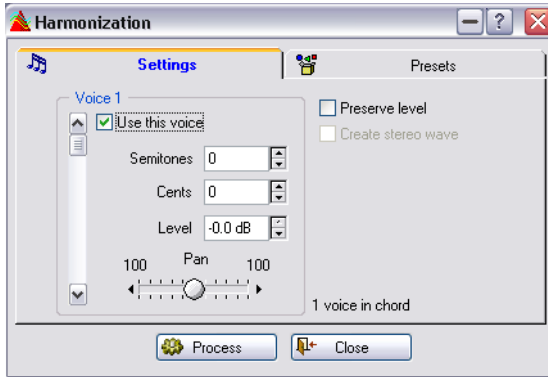 Harmonization
Settings
Presets
Voice 1
Use this voice
Semitones 0
Cents 0
Level -0.0 dB
100 Pan 100
Preserve level
Create stereo wave
1 voice in chord
Process
Close